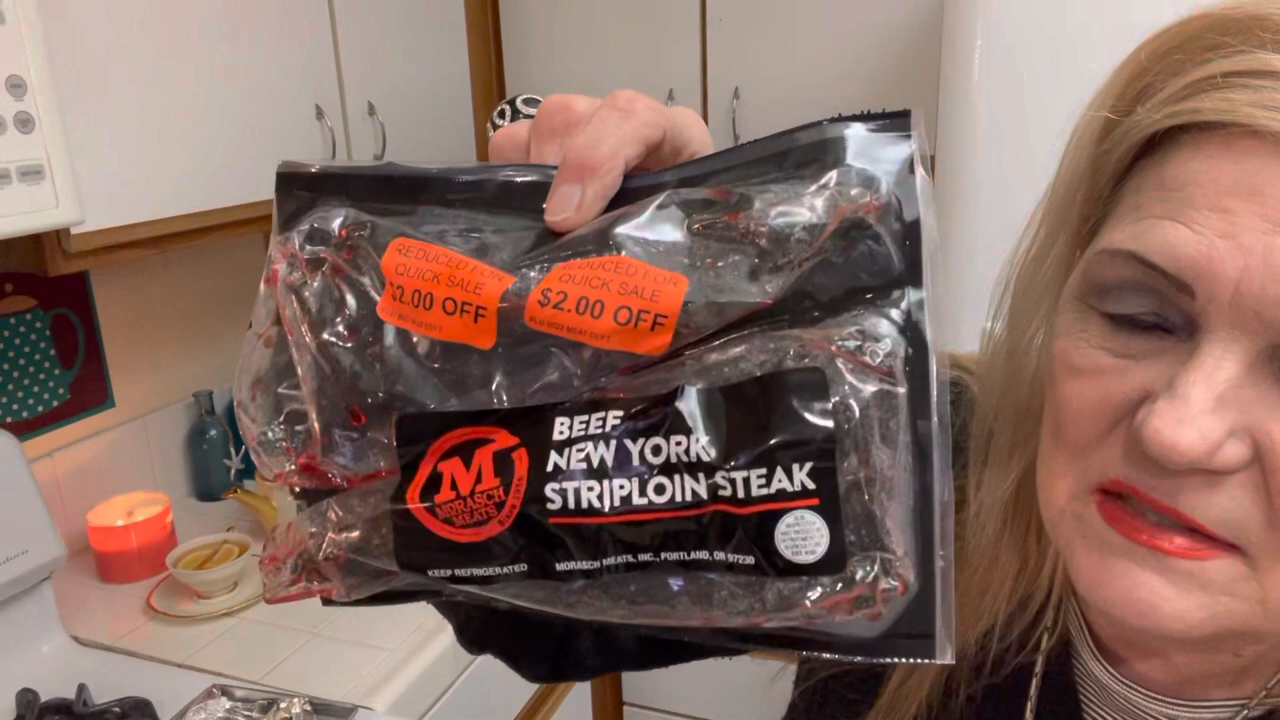 REDUCED FOR
QUICK SALE
$2.00 OFF
REDUCED FOR
QUICK SALE
$2.00 OFF
BEEF
NEW YORK
STRIPLOIN STEAK
M
MORASCH
MEATS
KEEP REFRIGERATED
MORASCH MEATS, INC., PORTLAND, OR 97230